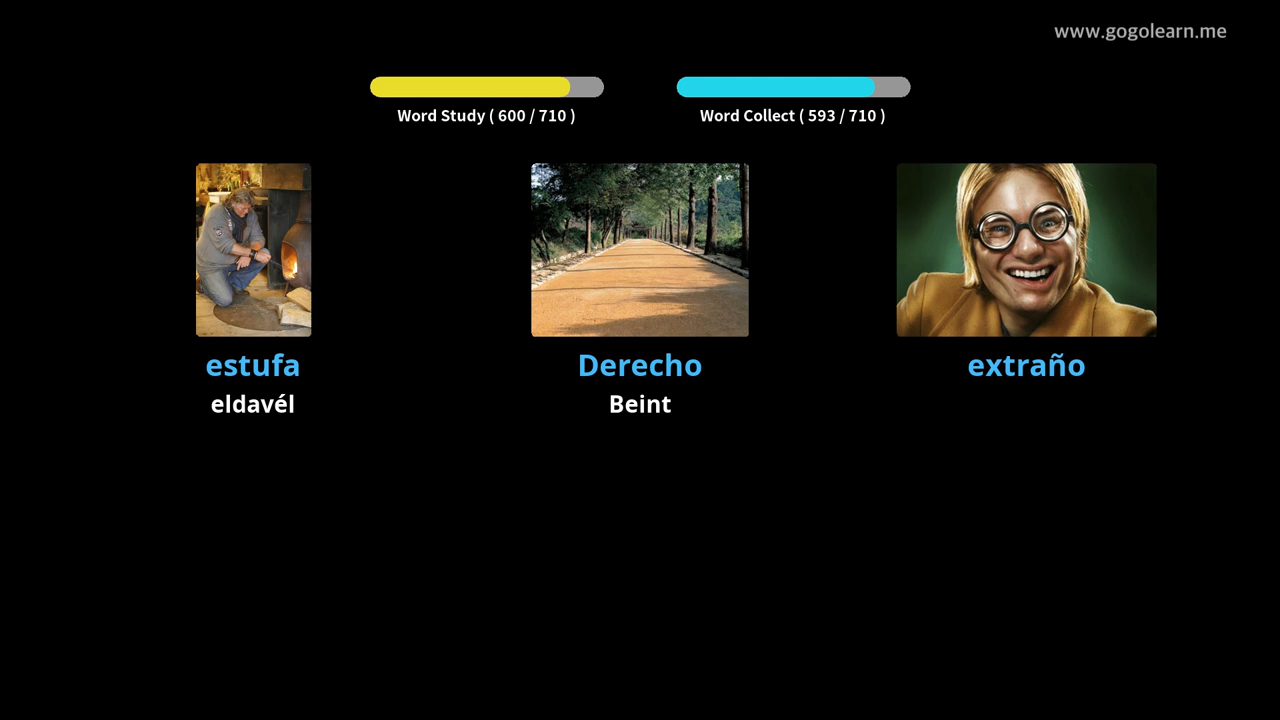 www.gogolearn.me
Word Study ( 600 / 710 )
Word Collect ( 593 / 710 )
estufa
Derecho
extraño
eldavél
Beint